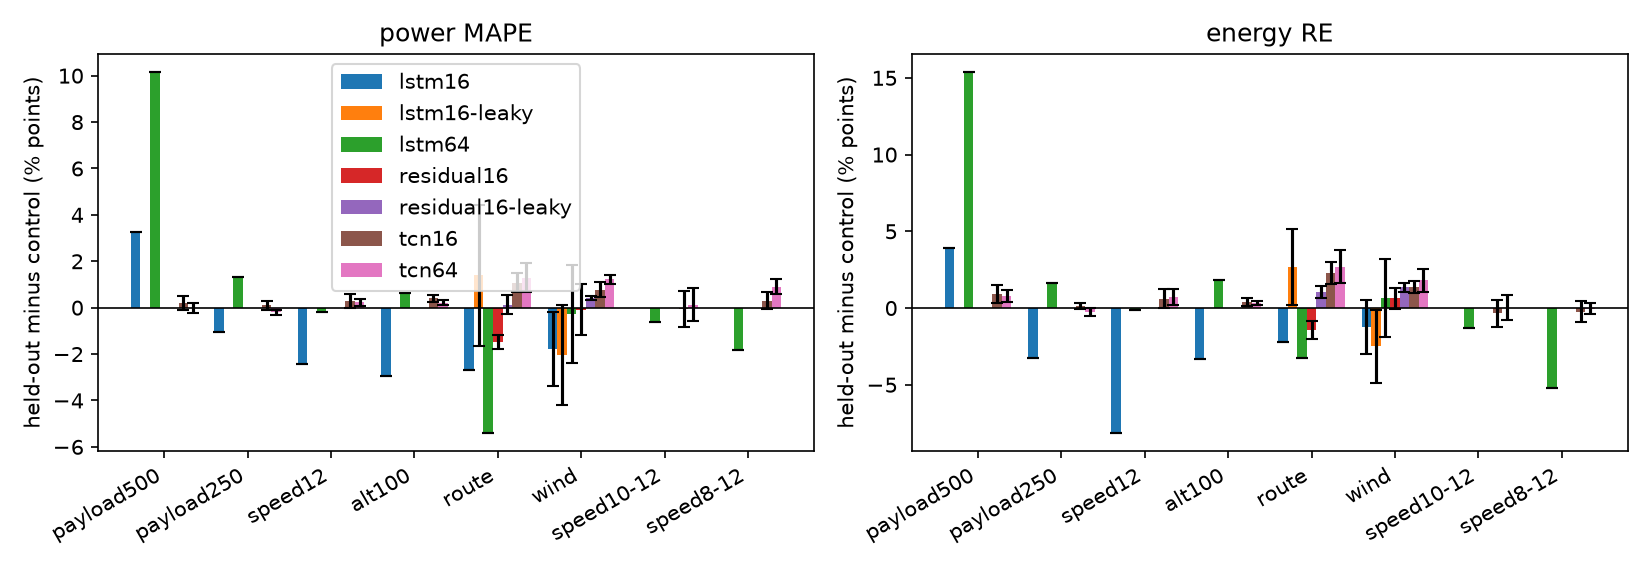 power MAPE
held-out minus control (% points)
10
8
6
4
2
0
−2
−4
−6
lstm16
lstm16-leaky
lstm64
residual16
residual16-leaky
tcn16
tcn64
payload500
payload250
speed12
alt100
route
wind
speed10-12
speed8-12
energy RE
held-out minus control (% points)
15
10
5
0
−5
payload500
payload250
speed12
alt100
route
wind
speed10-12
speed8-12